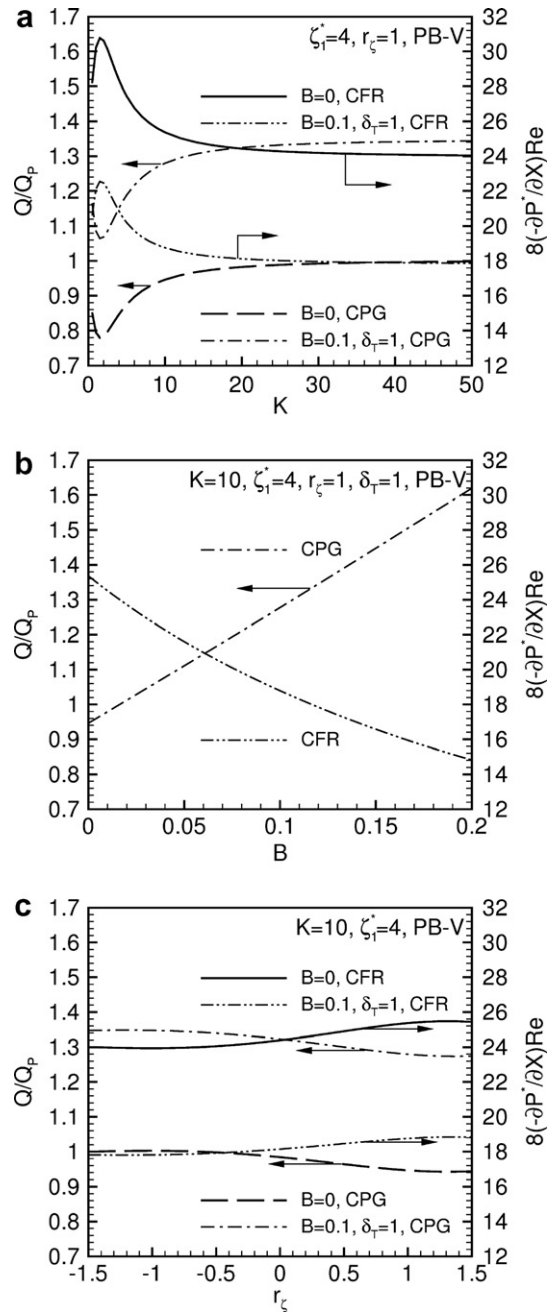 a
ζ₁*=4, r_ζ=1, PB-V
B=0, CFR
B=0.1, δ_T=1, CFR
B=0, CPG
B=0.1, δ_T=1, CPG
1.7
1.6
1.5
1.4
1.3
1.2
1.1
1
0.9
0.8
0.7
Q/Q_P
32
30
28
26
24
22
20
18
16
14
12
8(-∂P*/∂X)Re
0 10 20 30 40 50
K
b
K=10, ζ₁*=4, r_ζ=1, δ_T=1, PB-V
CPG
CFR
1.7
1.6
1.5
1.4
1.3
1.2
1.1
1
0.9
0.8
0.7
Q/Q_P
32
30
28
26
24
22
20
18
16
14
12
8(-∂P*/∂X)Re
0 0.05 0.1 0.15 0.2
B
c
K=10, ζ₁*=4, PB-V
B=0, CFR
B=0.1, δ_T=1, CFR
B=0, CPG
B=0.1, δ_T=1, CPG
1.7
1.6
1.5
1.4
1.3
1.2
1.1
1
0.9
0.8
0.7
Q/Q_P
32
30
28
26
24
22
20
18
16
14
12
8(-∂P*/∂X)Re
-1.5 -1 -0.5 0 0.5 1 1.5
r_ζ